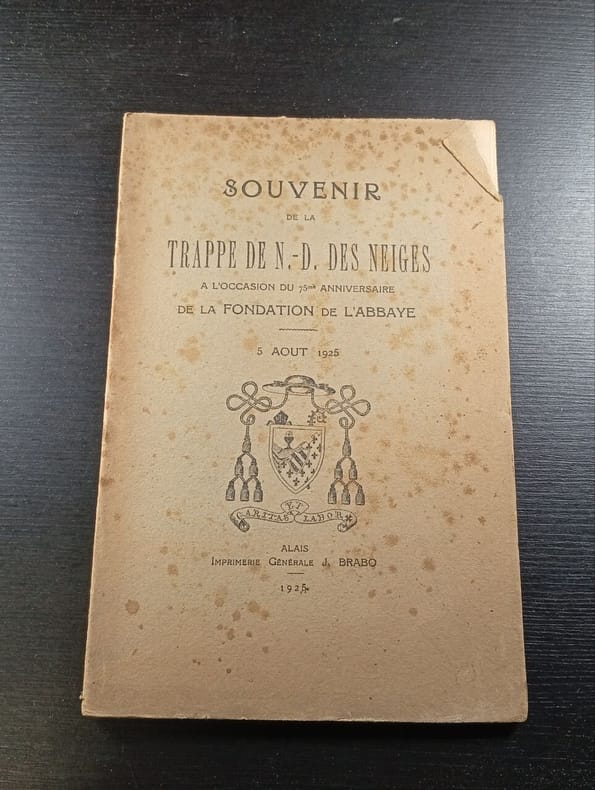 SOUVENIR
DE LA
TRAPPE DE N.-D. DES NEIGES
A L'OCCASION DU 75me ANNIVERSAIRE
DE LA FONDATION DE L'ABBAYE
5 AOUT 1925
CARITAS ET LABOR
ALAIS
IMPRIMERIE GÉNÉRALE J. BRABO
1925